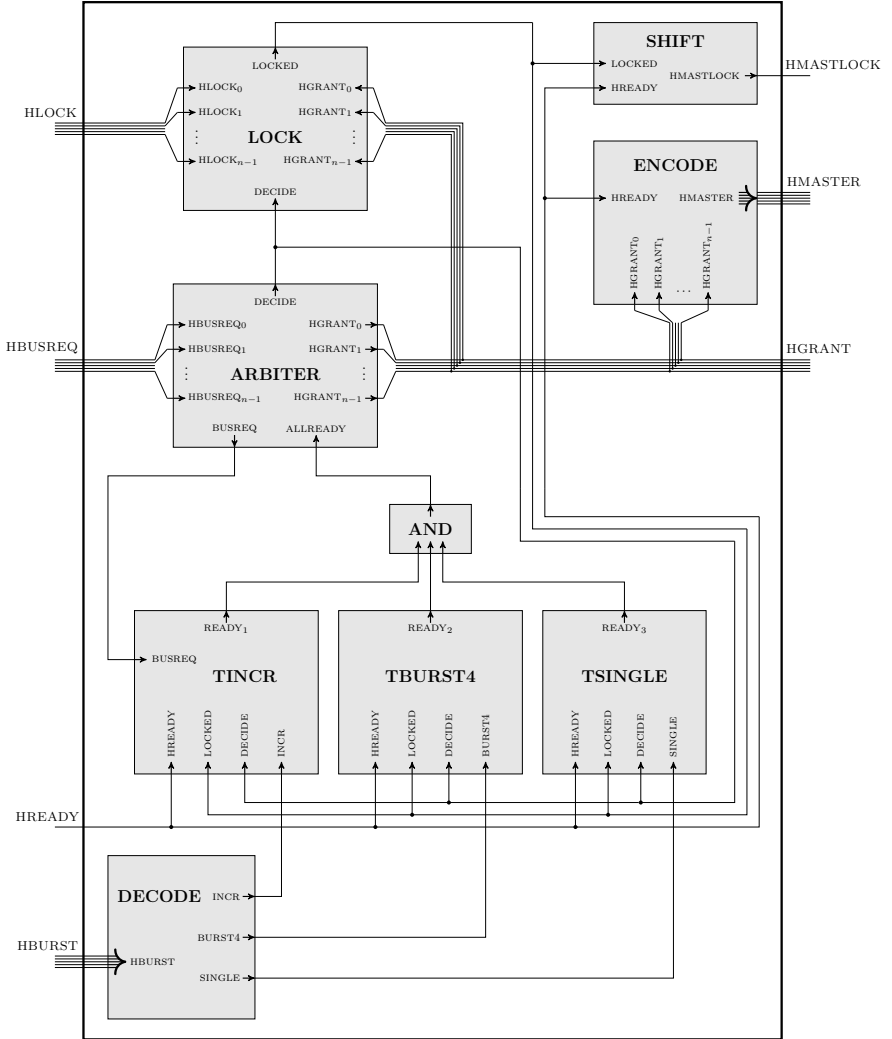 SHIFT
LOCKED
LOCKED
HMASTLOCK
HMASTLOCK
HREADY
HLOCK
HLOCK₀
HGRANT₀
HLOCK₁
HGRANT₁
⋮ LOCK ⋮
HLOCKₙ₋₁
HGRANTₙ₋₁
DECIDE
ENCODE
HREADY
HMASTER
HMASTER
HGRANT₀
HGRANT₁
...
HGRANTₙ₋₁
DECIDE
HBUSREQ
HBUSREQ₀
HGRANT₀
HBUSREQ₁
HGRANT₁
HGRANT
⋮ ARBITER ⋮
HBUSREQₙ₋₁
HGRANTₙ₋₁
BUSREQ
ALLREADY
AND
READY₁
BUSREQ
TINCR
HREADY
LOCKED
DECIDE
INCR
READY₂
TBURST4
HREADY
LOCKED
DECIDE
BURST4
READY₃
TSINGLE
HREADY
LOCKED
DECIDE
SINGLE
HREADY
DECODE
INCR
BURST4
HBURST
HBURST
SINGLE